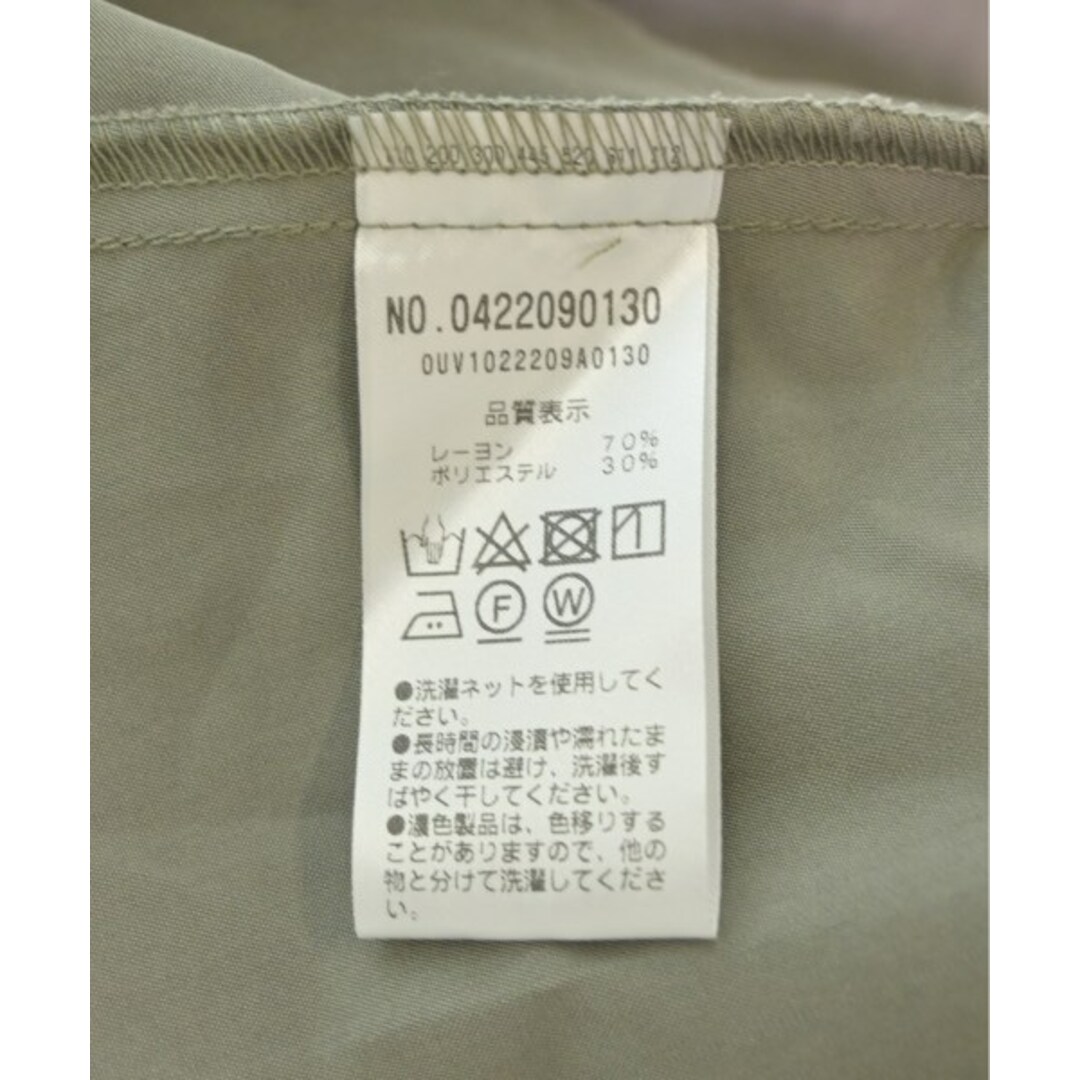 NO.0422090130
OUV1022209A0130
品質表示
レーヨン 70%
ポリエステル 30%
F W
●洗濯ネットを使用してく
ださい。
●長時間の浸漬や濡れたま
まの放置は避け、洗濯後す
ばやく干してください。
●濃色製品は、色移りする
ことがありますので、他の
物と分けて洗濯してくださ
い。